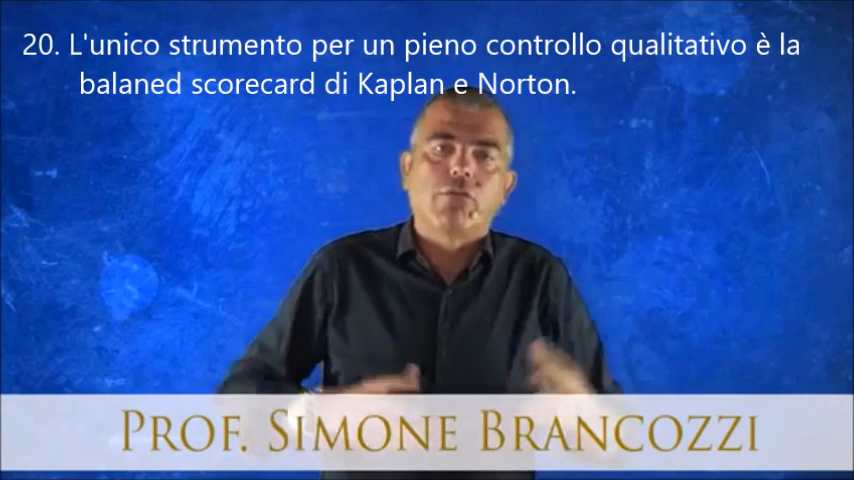 20. L'unico strumento per un pieno controllo qualitativo è la
balaned scorecard di Kaplan e Norton.
PROF. SIMONE BRANCOZZI